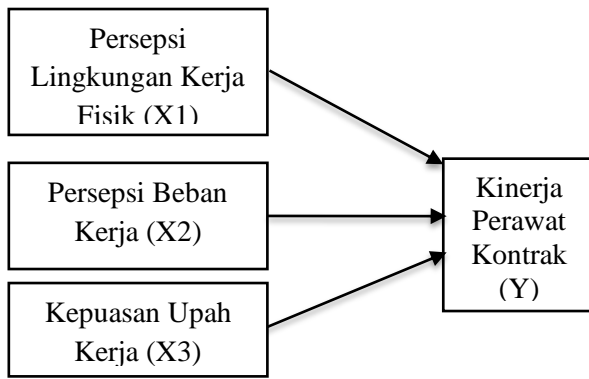 Persepsi
Lingkungan Kerja
Fisik (X1)
Persepsi Beban
Kerja (X2)
Kepuasan Upah
Kerja (X3)
Kinerja
Perawat
Kontrak
(Y)